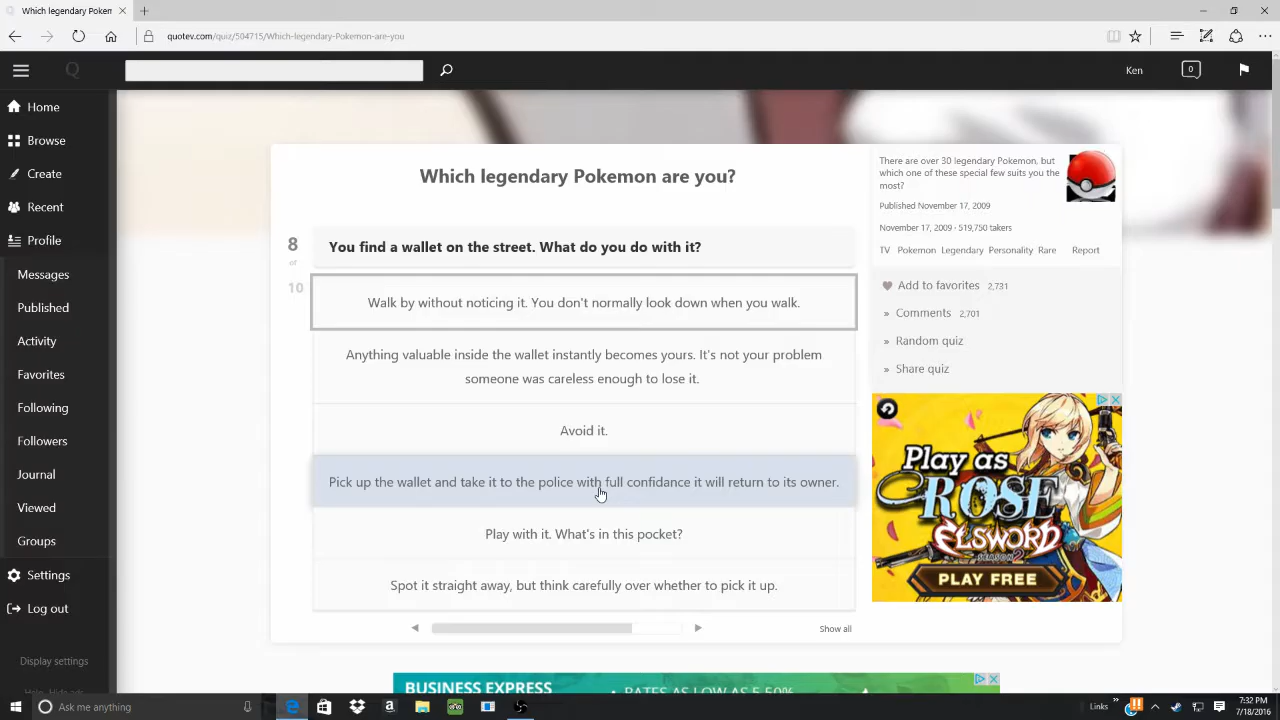 Which legendary Pokem
quotev.com/quiz/504715/Which-legendary-Pokemon-are-you
Q
Ken
0
Home
Browse
Create
Recent
Profile
Messages
Published
Activity
Favorites
Following
Followers
Journal
Viewed
Groups
Settings
Log out
Display settings
Help
Which legendary Pokemon are you?
8
of
10
You find a wallet on the street. What do you do with it?
Walk by without noticing it. You don't normally look down when you walk.
Anything valuable inside the wallet instantly becomes yours. It's not your problem
someone was careless enough to lose it.
Avoid it.
Pick up the wallet and take it to the police with full confidance it will return to its owner.
Play with it. What's in this pocket?
Spot it straight away, but think carefully over whether to pick it up.
Show all
There are over 30 legendary Pokemon, but
which one of these special few suits you the
most?
Published November 17, 2009
November 17, 2009 · 519,750 takers
TV Pokemon Legendary Personality Rare Report
Add to favorites 2,731
» Comments 2,701
» Random quiz
» Share quiz
Play as
ROSE
ELSWORD
SEASON 2
PLAY FREE
BUSINESS EXPRESS
RATES AS LOW AS 5.50%
Ask me anything
Links
»
7:32 PM
7/18/2016